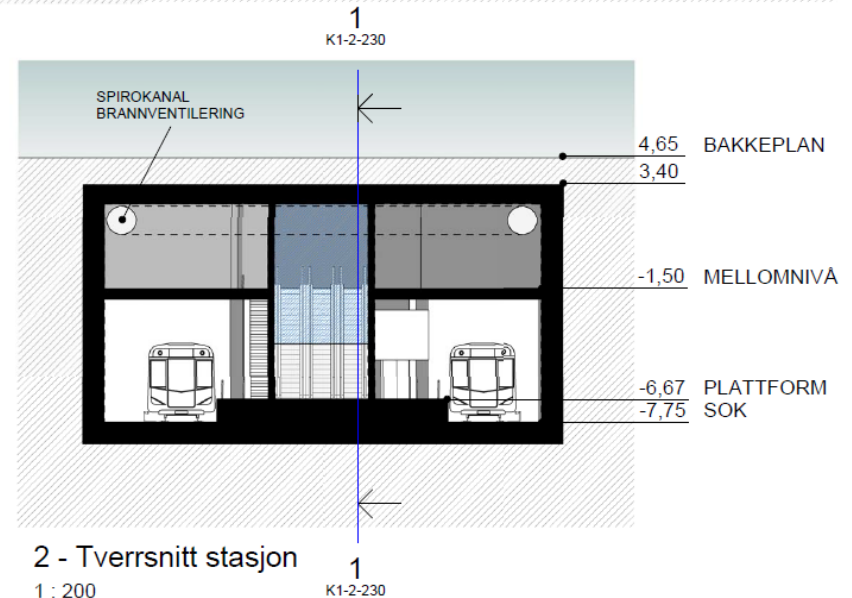 1
K1-2-230
SPIROKANAL
BRANNVENTILERING
4,65 BAKKEPLAN
3,40
-1,50 MELLOMNIVÅ
-6,67 PLATTFORM
-7,75 SOK
2 - Tverrsnitt stasjon
1 : 200
1
K1-2-230